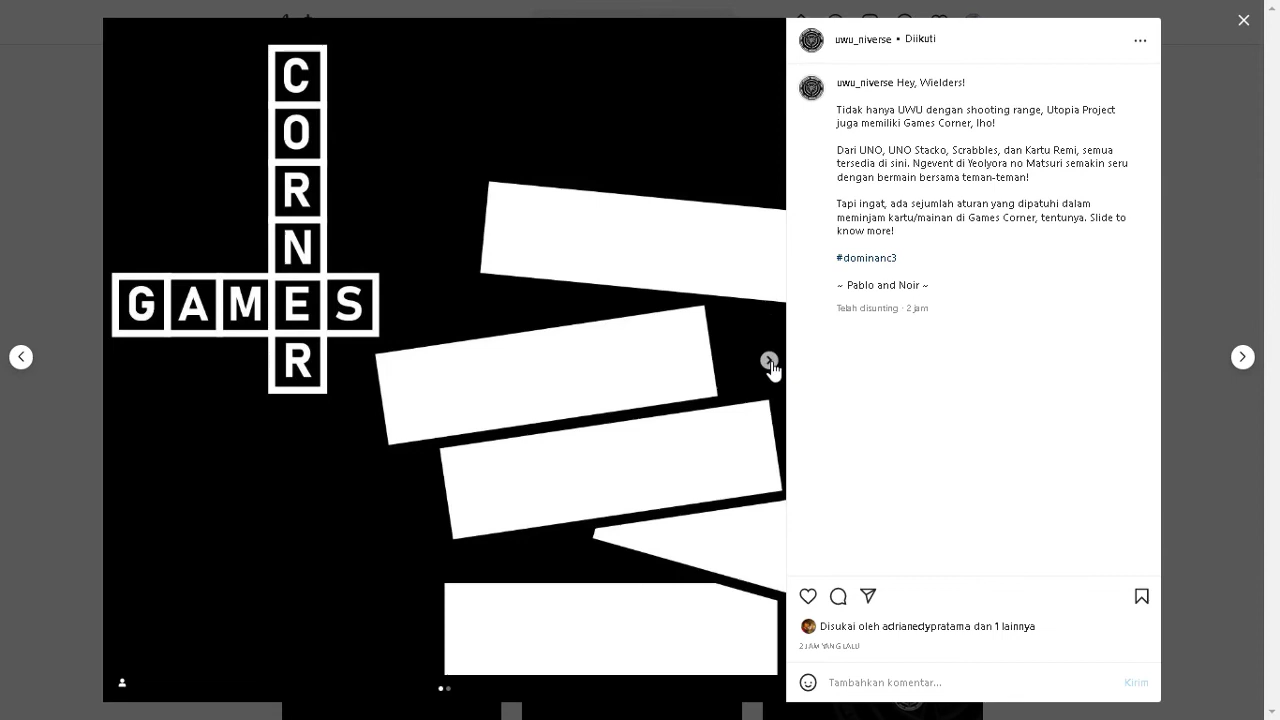 CORNER
GAMES
uwu_niverse • Diikuti
uwu_niverse Hey, Wielders!
Tidak hanya UWU dengan shooting range, Utopia Project
juga memiliki Games Corner, lho!
Dari UNO, UNO Stacko, Scrabbles, dan Kartu Remi, semua
tersedia di sini. Ngevent di Yeolyora no Matsuri semakin seru
dengan bermain bersama teman-teman!
Tapi ingat, ada sejumlah aturan yang dipatuhi dalam
meminjam kartu/mainan di Games Corner, tentunya. Slide to
know more!
#dominanc3
~ Pablo and Noir ~
Telah disunting · 2 jam
Disukai oleh adrianedypratama dan 1 lainnya
2 JAM YANG LALU
Tambahkan komentar...
Kirim